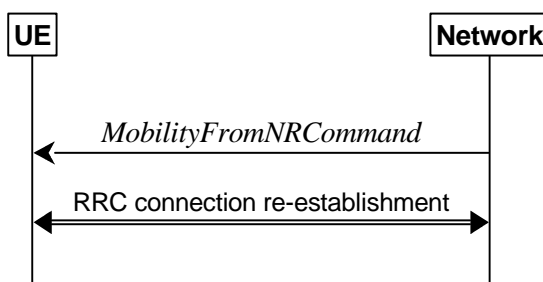 UE
Network
MobilityFromNRCommand
RRC connection re-establishment